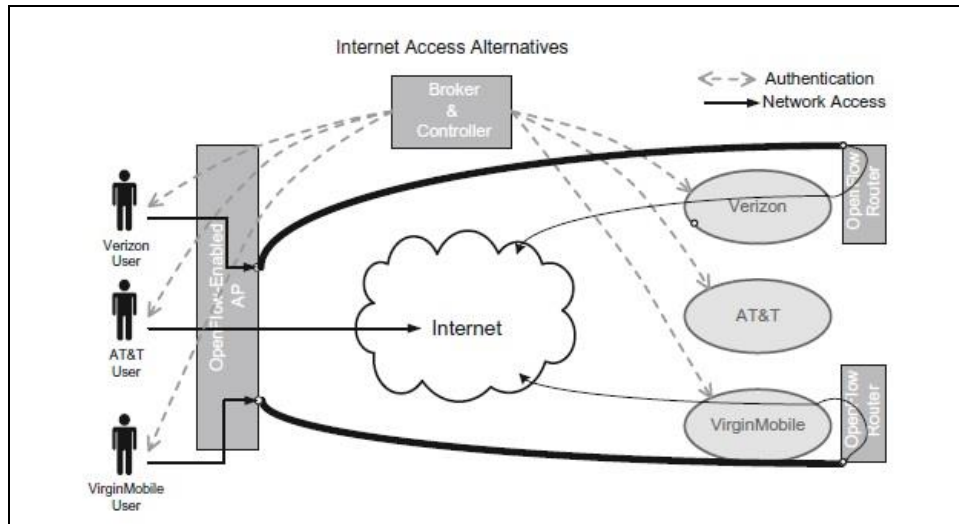 Internet Access Alternatives
Broker
&
Controller
Authentication
Network Access
OpenFlow-Enabled
AP
Verizon
User
AT&T
User
VirginMobile
User
Internet
Verizon
AT&T
VirginMobile
OpenFlow
Router
OpenFlow
Router